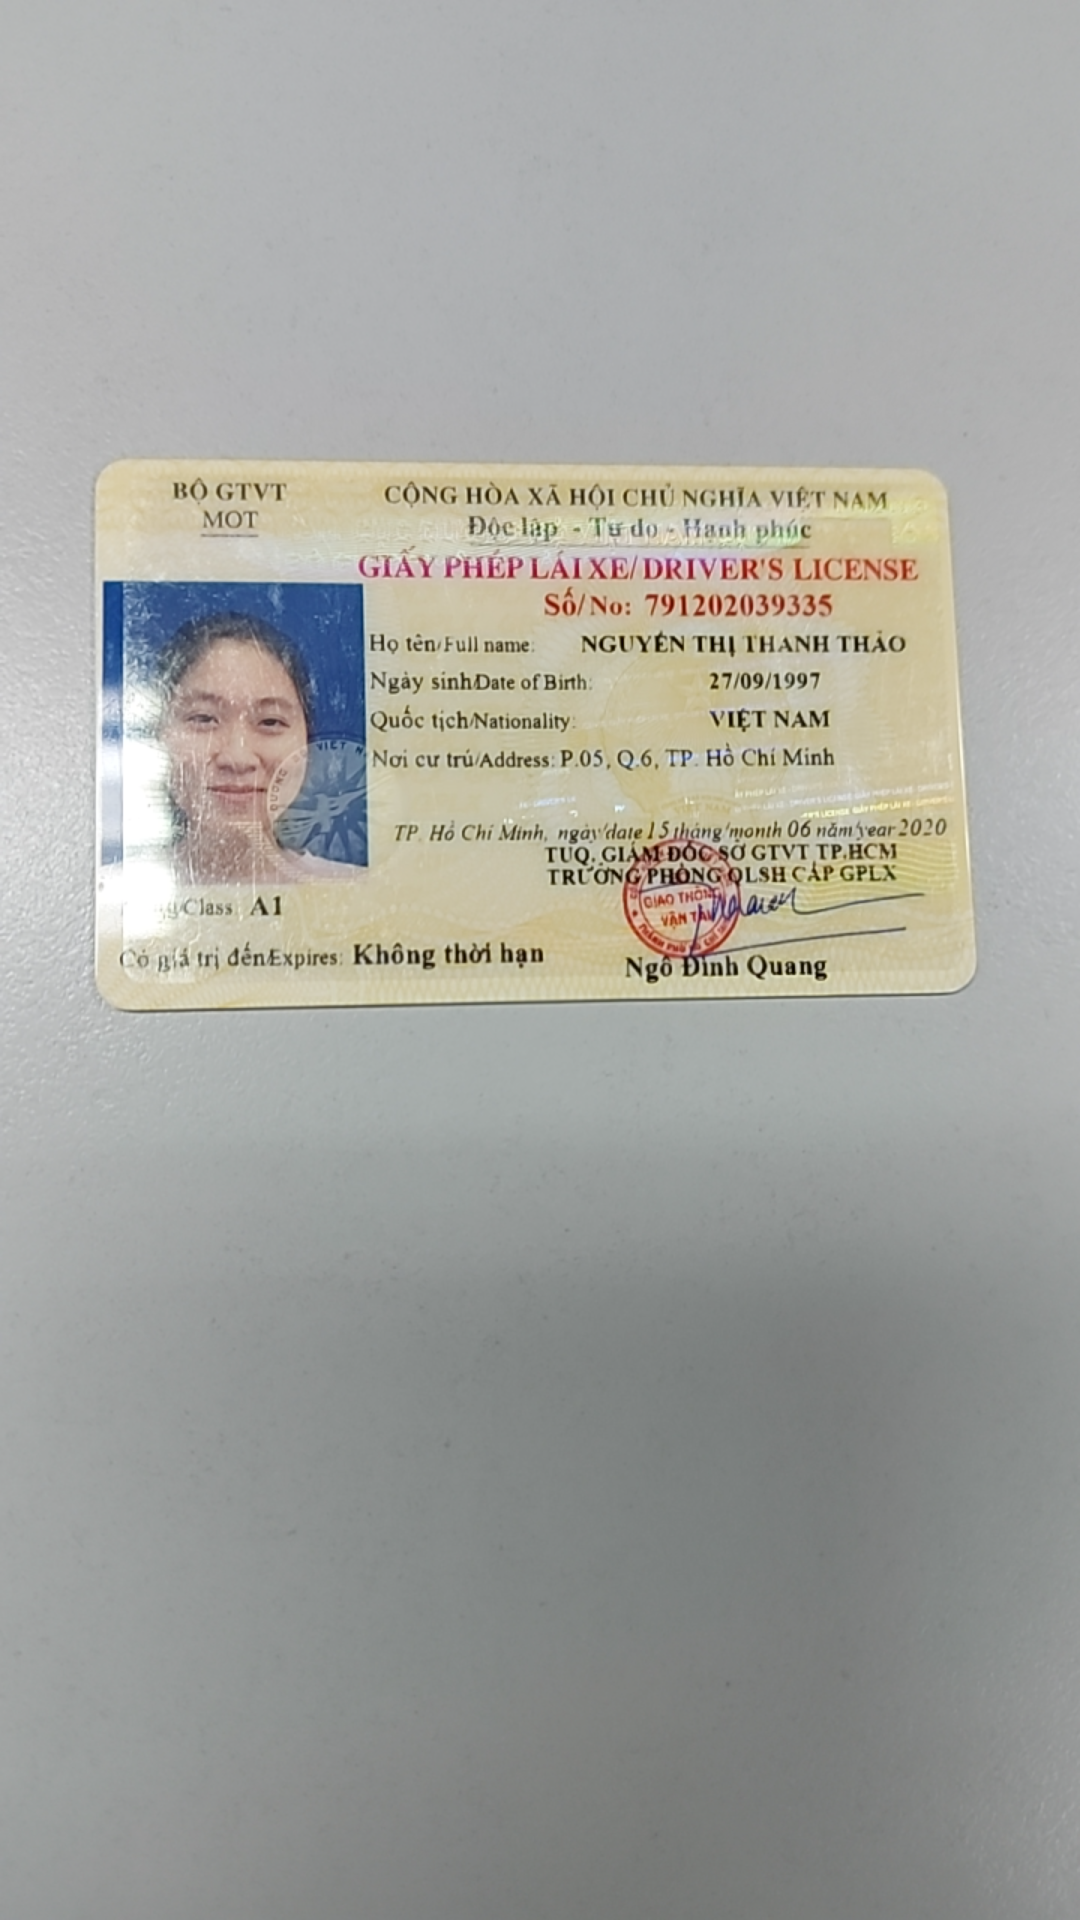 BỘ GTVT
MOT
CỘNG HÒA XÃ HỘI CHỦ NGHĨA VIỆT NAM
Độc lập - Tự do - Hạnh phúc
GIẤY PHÉP LÁI XE/DRIVER'S LICENSE
Số/No: 791202039335
Họ tên/Full name: NGUYỄN THỊ THANH THẢO
Ngày sinh/Date of Birth: 27/09/1997
Quốc tịch/Nationality: VIỆT NAM
Nơi cư trú/Address: P.05, Q.6, TP. Hồ Chí Minh
TP. Hồ Chí Minh, ngày/date 15 tháng/month 06 năm/year 2020
TUQ. GIÁM ĐỐC SỞ GTVT TP.HCM
TRƯỞNG PHÒNG QLSH CẤP GPLX
GIAO THÔNG
VẬN TẢI
/Class A1
Có giá trị đến/Expires: Không thời hạn
Ngô Đình Quang